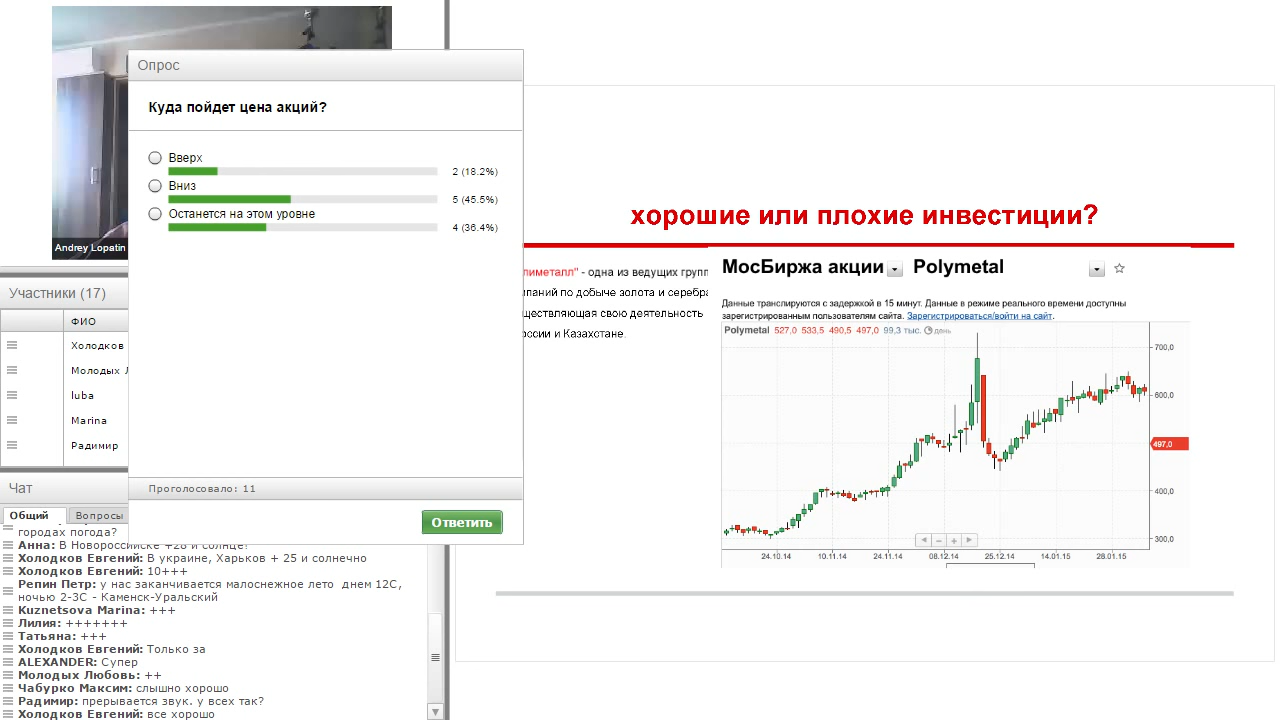 Опрос
Куда пойдет цена акций?
Вверх
2 (18.2%)
Вниз
5 (45.5%)
Останется на этом уровне
4 (36.4%)
Проголосовало: 11
Ответить
Andrey Lopatin
Участники (17)
ФИО
Холодков
Молодых
luba
Marina
Радимир
Чат
Общий
Вопросы
городах погода?
Анна: В Новороссийске +28 и солнце!
Холодков Евгений: В украине, Харьков + 25 и солнечно
Холодков Евгений: 10+++
Репин Петр: у нас заканчивается малоснежное лето днем 12С,
ночью 2-3С - Каменск-Уральский
Kuznetsova Marina: +++
Лилия: +++++++
Татьяна: +++
Холодков Евгений: Только за
ALEXANDER: Супер
Молодых Любовь: ++
Чабурко Максим: слышно хорошо
Радимир: прерывается звук. у всех так?
Холодков Евгений: все хорошо
хорошие или плохие инвестиции?
лиметалл" - одна из ведущих групп
паний по добыче золота и серебра
ществляющая свою деятельность
оссии и Казахстане.
МосБиржа акции Polymetal
Данные транслируются с задержкой в 15 минут. Данные в режиме реального времени доступны
зарегистрированным пользователям сайта. Зарегистрироваться/войти на сайт.
Polymetal 527,0 533,5 490,5 497,0 99,3 тыс. день
700,0
600,0
497,0
400,0
300,0
24.10.14 10.11.14 24.11.14 08.12.14 25.12.14 14.01.15 28.01.15